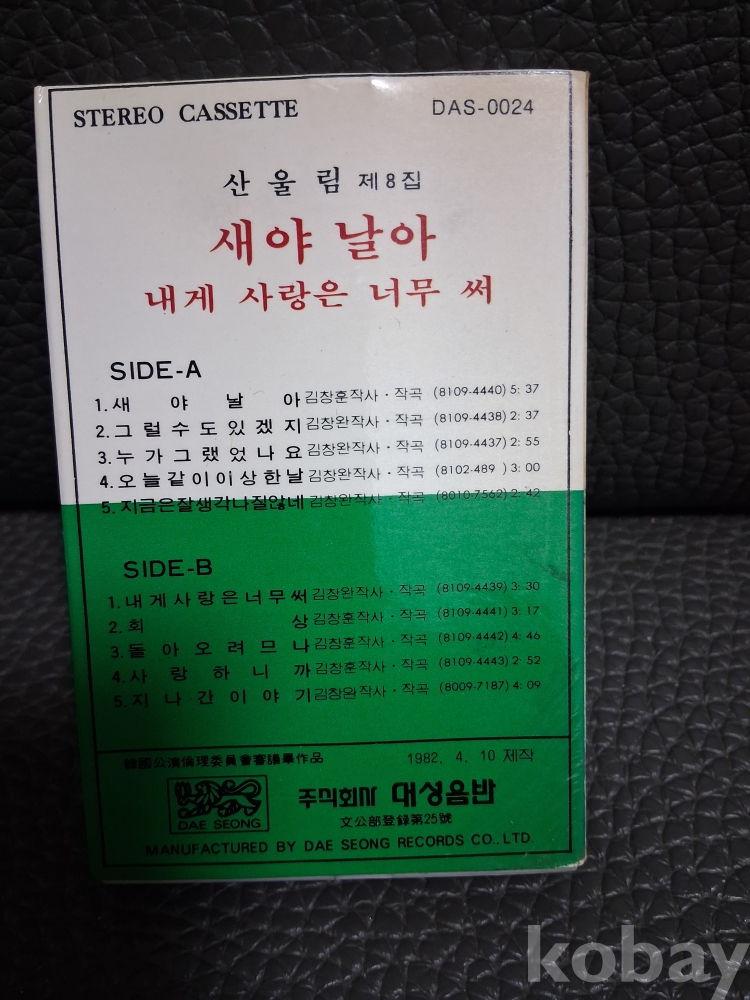 STEREO CASSETTE DAS-0024
산 울 림 제8집
새야 날아
내게 사랑은 너무 써
SIDE-A
1. 새 야 날 아 김창훈작사·작곡 (8109-4440) 5: 37
2. 그럴수도있겠지 김창완작사·작곡 (8109-4438) 2: 37
3. 누가그랬었나요 김창완작사·작곡 (8109-4437) 2: 55
4. 오늘같이이상한날 김창완작사·작곡 (8102-489 ) 3: 00
5. 지금은잘생각나질않네 김창완작사·작곡 (8010-7562) 2: 42
SIDE-B
1. 내게사랑은너무써 김창완작사·작곡 (8109-4439) 3: 30
2. 회 상 김창훈작사·작곡 (8109-4441) 3: 17
3. 돌아오려므나 김창훈작사·작곡 (8109-4442) 4: 46
4. 사랑하니까 김창훈작사·작곡 (8109-4443) 2: 52
5. 지나간이야기 김창완작사·작곡 (8009-7187) 4: 09
韓國公演倫理委員會審議畢作品 1982. 4. 10 제작
DAE SEONG
주식회사 대성음반
文公部登錄第25號
MANUFACTURED BY DAE SEONG RECORDS CO., LTD.
kobay